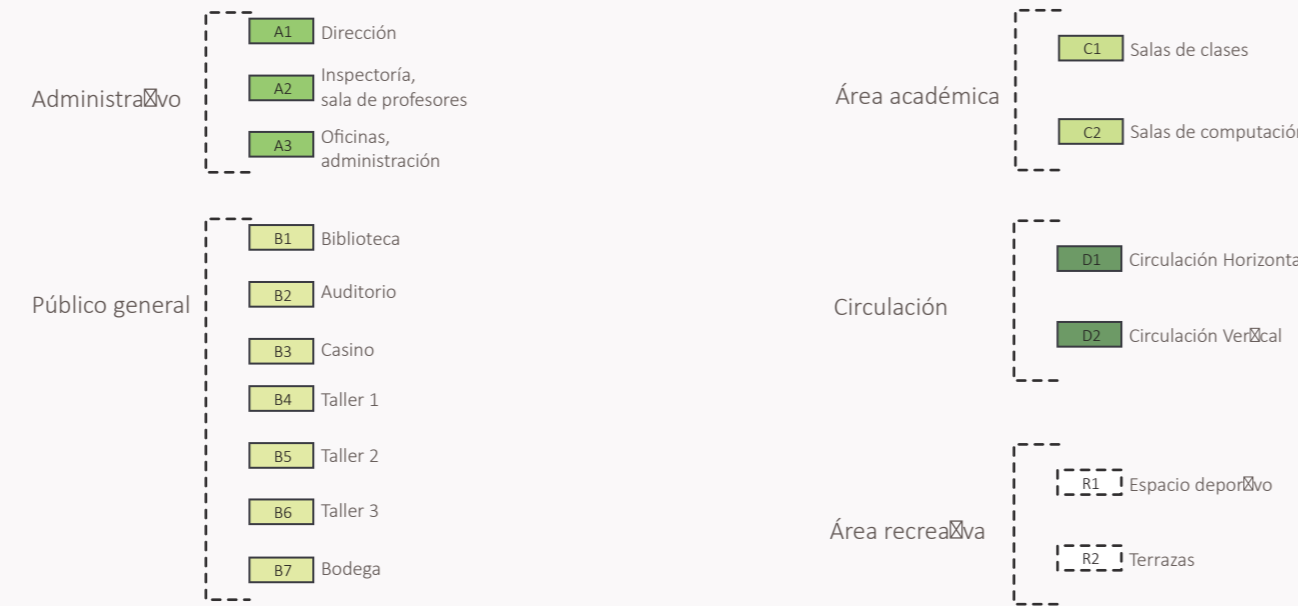 Administra☒vo
A1 Dirección
A2 Inspectoría,
sala de profesores
A3 Oficinas,
administración
Público general
B1 Biblioteca
B2 Auditorio
B3 Casino
B4 Taller 1
B5 Taller 2
B6 Taller 3
B7 Bodega
Área académica
C1 Salas de clases
C2 Salas de computación
Circulación
D1 Circulación Horizonta
D2 Circulación Ver☒cal
Área recrea☒va
R1 Espacio depor☒vo
R2 Terrazas